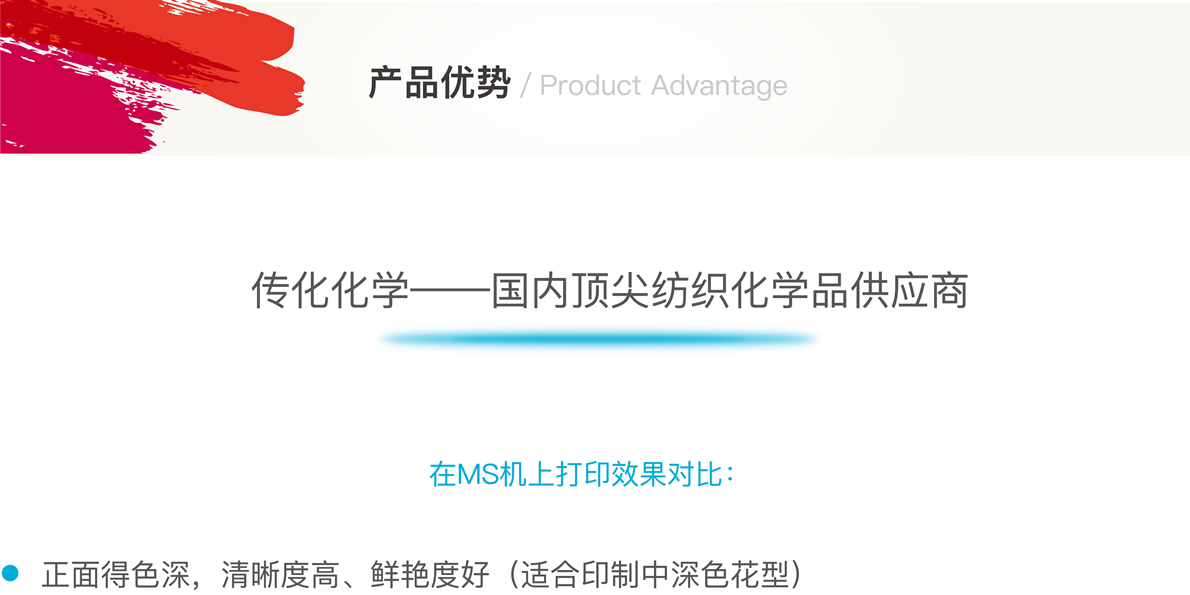 产品优势 / Product Advantage
传化化学——国内顶尖纺织化学品供应商
在MS机上打印效果对比：
正面得色深，清晰度高、鲜艳度好（适合印制中深色花型）